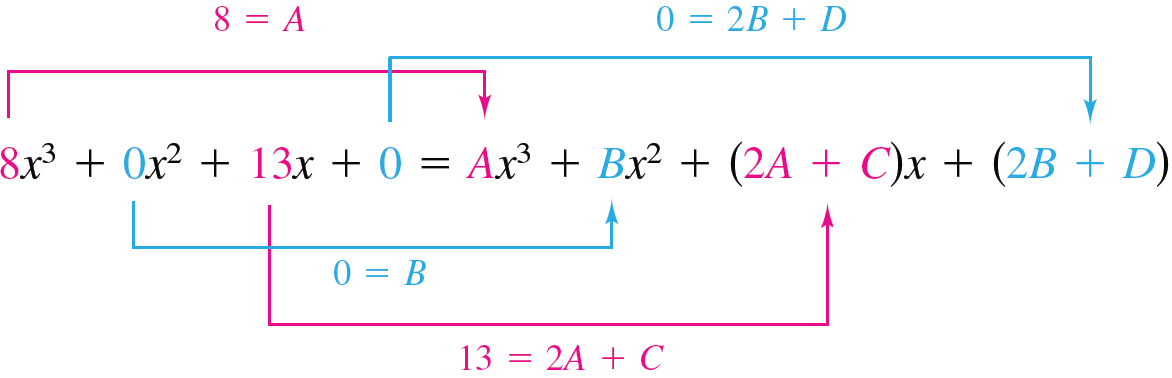 8 = A
0 = 2B + D
8x³ + 0x² + 13x + 0 = Ax³ + Bx² + (2A + C)x + (2B + D)
0 = B
13 = 2A + C